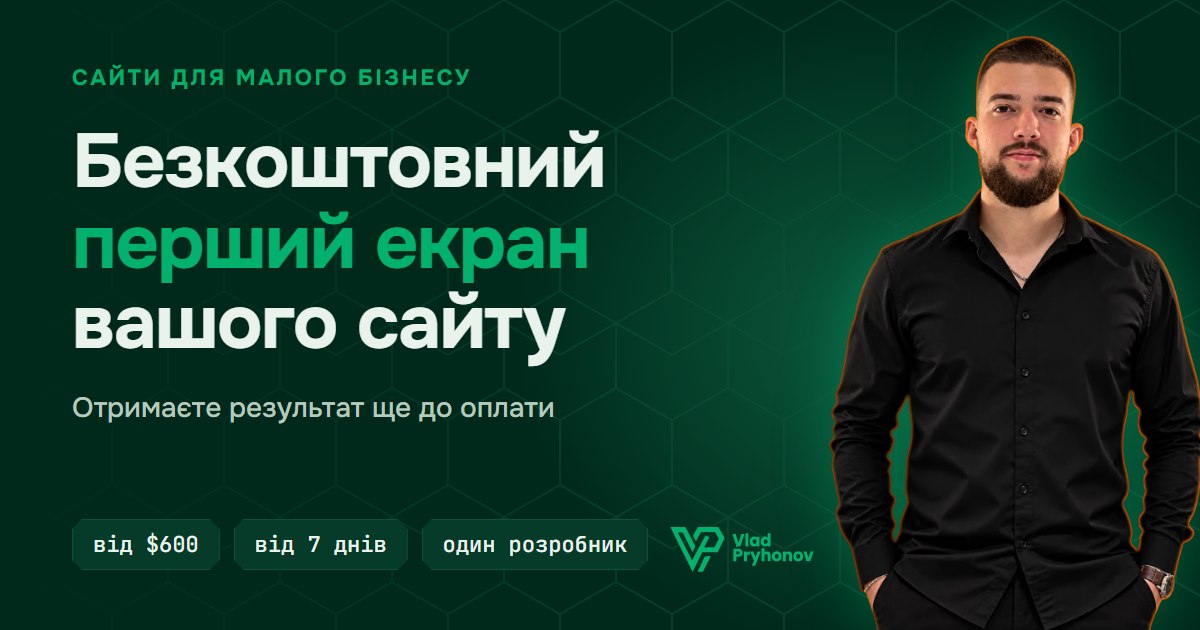 САЙТИ ДЛЯ МАЛОГО БІЗНЕСУ
Безкоштовний
перший екран
вашого сайту
Отримаєте результат ще до оплати
від $600
від 7 днів
один розробник
VP
Vlad
Pryhonov